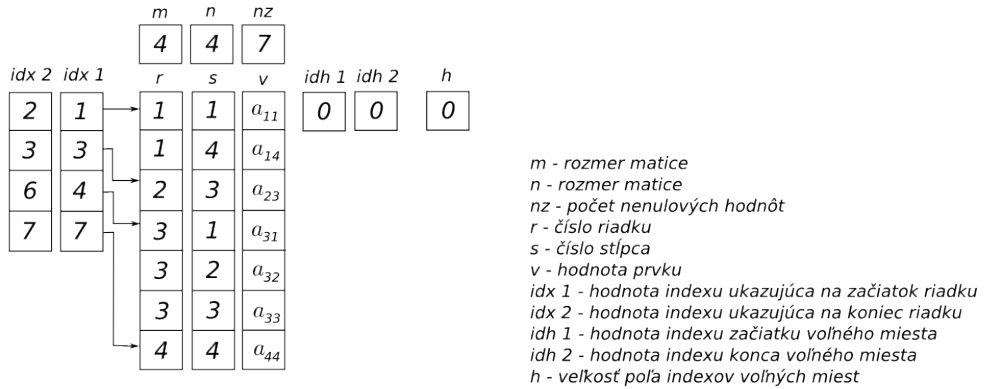 m n nz
4 4 7
idx 2 idx 1 r s v idh 1 idh 2 h
2 1 1 1 a11 0 0 0
3 3 1 4 a14
6 4 2 3 a23
7 7 3 1 a31
3 2 a32
3 3 a33
4 4 a44
m - rozmer matice
n - rozmer matice
nz - počet nenulových hodnôt
r - číslo riadku
s - číslo stĺpca
v - hodnota prvku
idx 1 - hodnota indexu ukazujúca na začiatok riadku
idx 2 - hodnota indexu ukazujúca na koniec riadku
idh 1 - hodnota indexu začiatku voľného miesta
idh 2 - hodnota indexu konca voľného miesta
h - veľkosť poľa indexov voľných miest